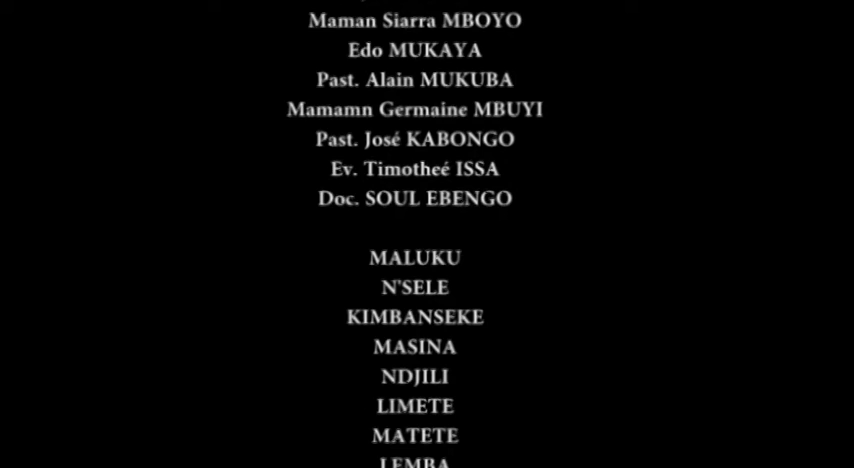 Maman Siarra MBOYO
Edo MUKAYA
Past. Alain MUKUBA
Mamamn Germaine MBUYI
Past. José KABONGO
Ev. Timotheé ISSA
Doc. SOUL EBENGO
MALUKU
N'SELE
KIMBANSEKE
MASINA
NDJILI
LIMETE
MATETE
LEMBA